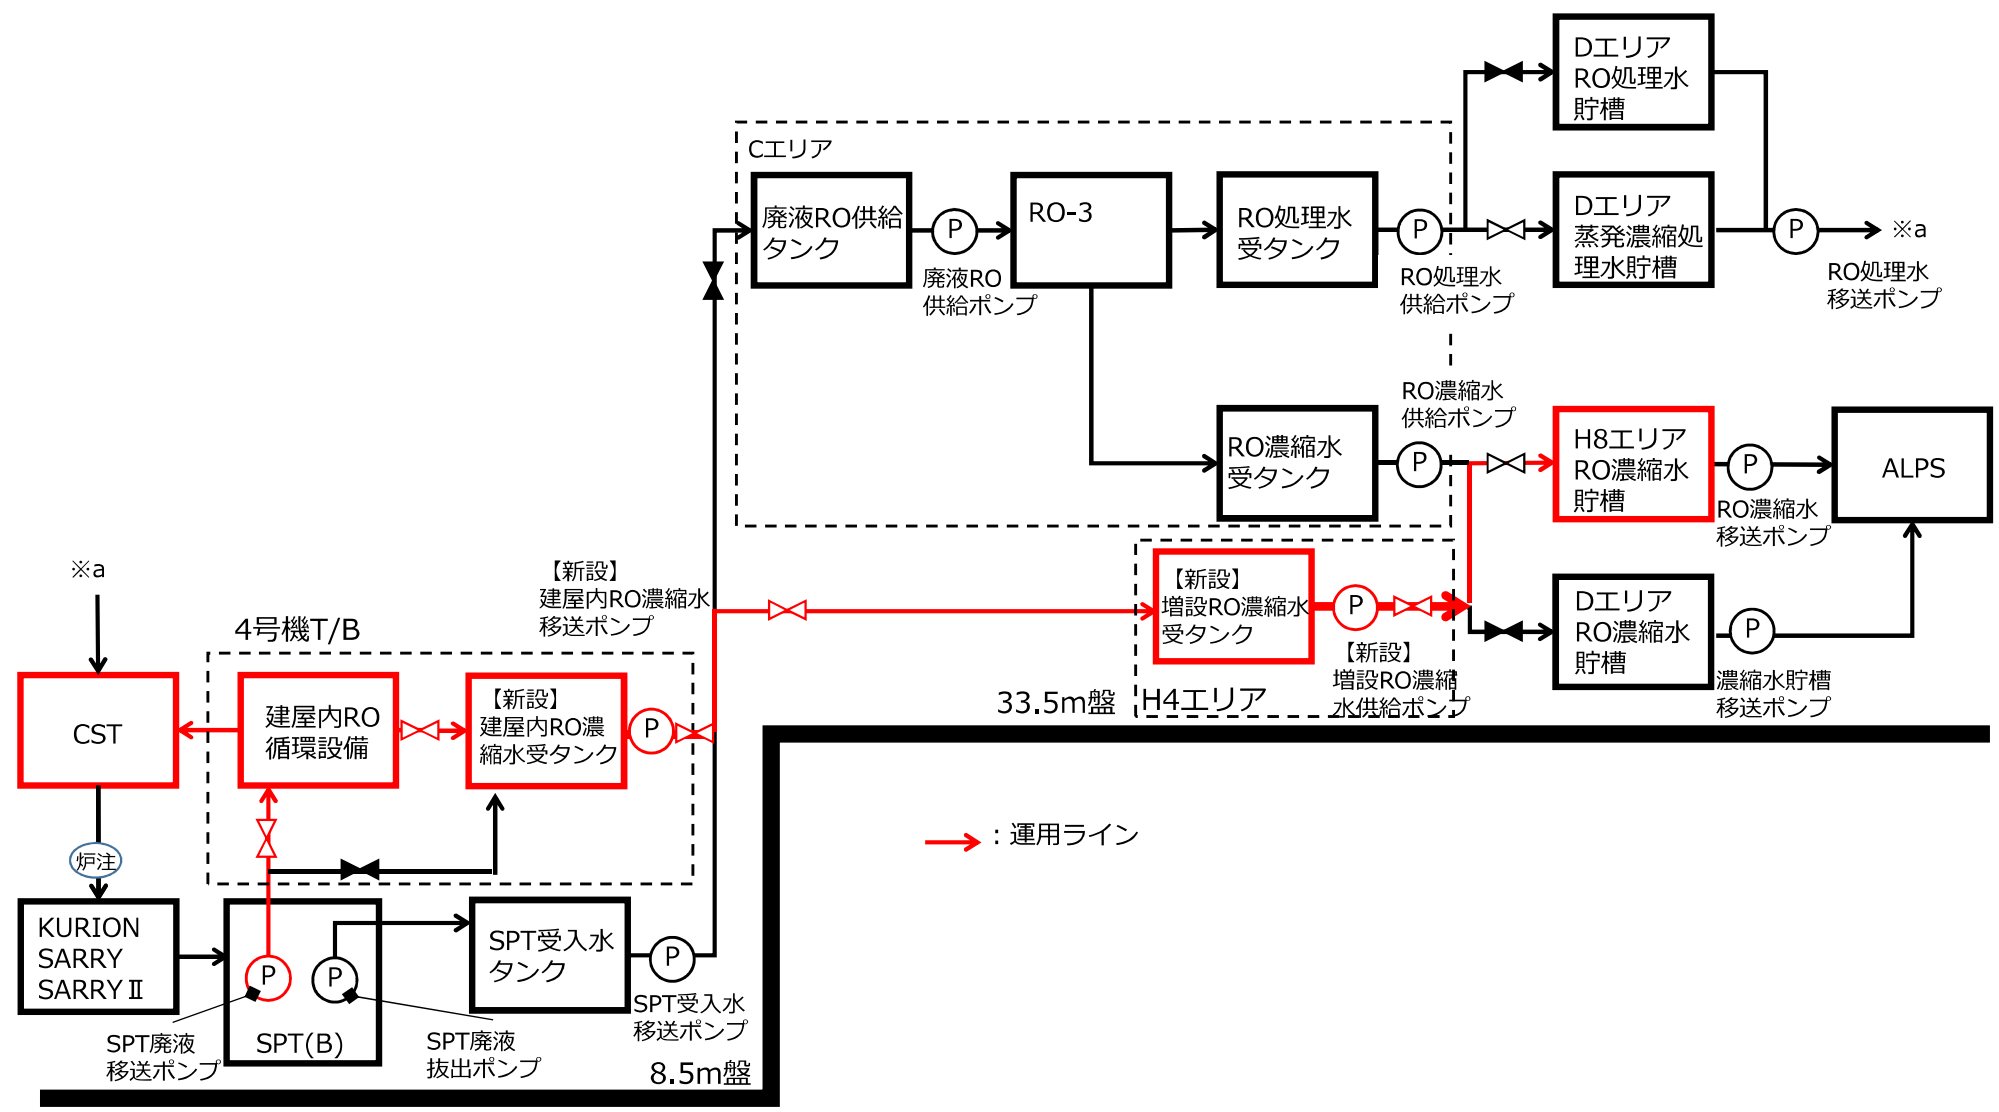 Dエリア
RO処理水
貯槽
Cエリア
廃液RO供給
タンク
P
廃液RO
供給ポンプ
RO-3
RO処理水
受タンク
P
RO処理水
供給ポンプ
Dエリア
蒸発濃縮処
理水貯槽
P
※a
RO処理水
移送ポンプ
RO濃縮水
供給ポンプ
RO濃縮水
受タンク
P
H8エリア
RO濃縮水
貯槽
P
RO濃縮水
移送ポンプ
ALPS
※a
【新設】
建屋内RO濃縮水
移送ポンプ
【新設】
増設RO濃縮水
受タンク
P
【新設】
増設RO濃縮
水供給ポンプ
H4エリア
33.5m盤
Dエリア
RO濃縮水
貯槽
P
濃縮水貯槽
移送ポンプ
4号機T/B
CST
建屋内RO
循環設備
【新設】
建屋内RO濃
縮水受タンク
P
：運用ライン
炉注
KURION
SARRY
SARRYⅡ
P
P
SPT(B)
SPT廃液
移送ポンプ
SPT廃液
抜出ポンプ
SPT受入水
タンク
P
SPT受入水
移送ポンプ
8.5m盤